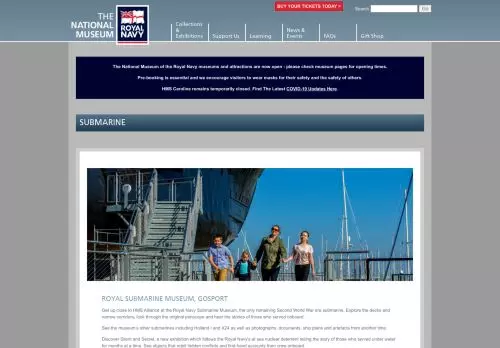 THE
NATIONAL
MUSEUM
ROYAL
NAVY
BUY YOUR TICKETS TODAY >
Search
Go
Collections
&
Exhibitions
Support Us
Learning
News &
Events
FAQs
Gift Shop
The National Museum of the Royal Navy museums and attractions are now open - please check museum pages for opening times.
Pre-booking is essential and we encourage visitors to wear masks for their safety and the safety of others.
HMS Caroline remains temporarily closed. Find The Latest COVID-19 Updates Here.
SUBMARINE
ROYAL SUBMARINE MUSEUM, GOSPORT
Get up close to HMS Alliance at the Royal Navy Submarine Museum, the only remaining Second World War era submarine. Explore the decks and
narrow corridors, look through the original periscope and hear the stories of those who served onboard.
See the museum's other submarines including Holland I and X24 as well as photographs, documents, ship plans and artefacts from another time.
Discover Silent and Secret, a new exhibition which follows the Royal Navy's at sea nuclear deterrent telling the story of those who served under water
for months at a time. See objects that retell hidden conflicts and first-hand accounts from crew onboard.